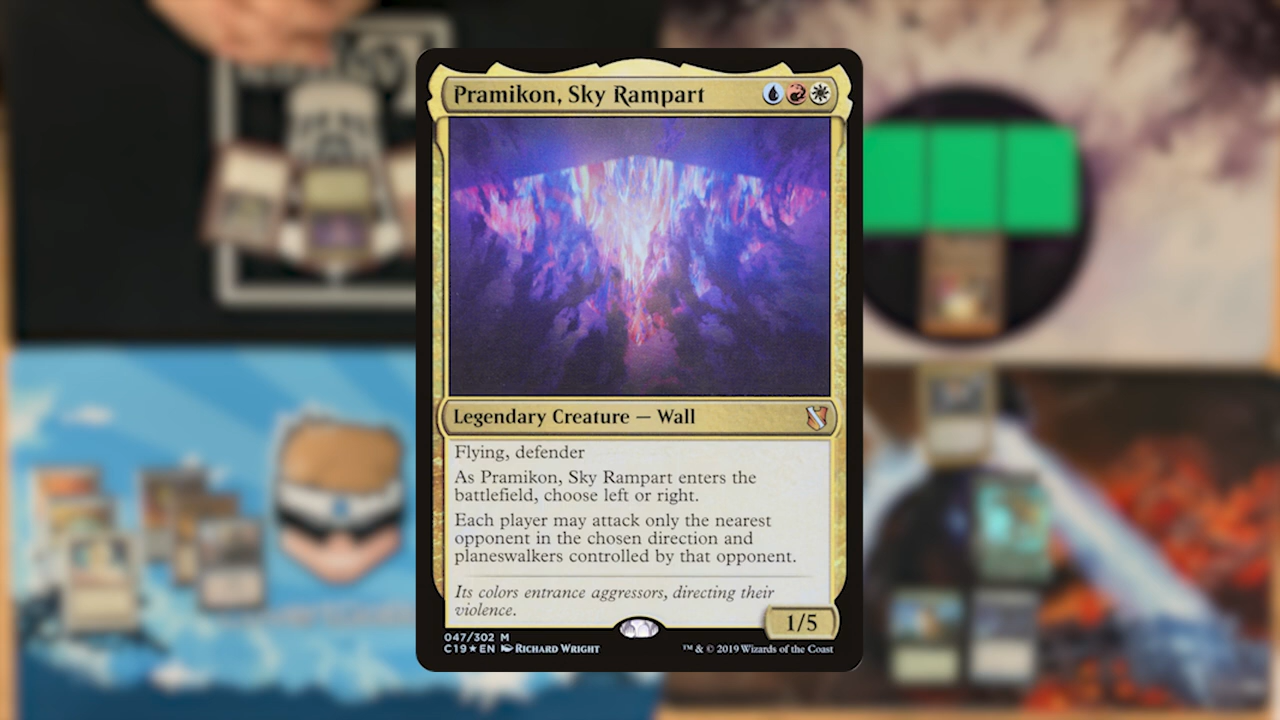 Pramikon, Sky Rampart
Legendary Creature — Wall
Flying, defender
As Pramikon, Sky Rampart enters the
battlefield, choose left or right.
Each player may attack only the nearest
opponent in the chosen direction and
planeswalkers controlled by that opponent.
Its colors entrance aggressors, directing their
violence.
1/5
047/302 M
C19★EN Richard Wright
™ & © 2019 Wizards of the Coast